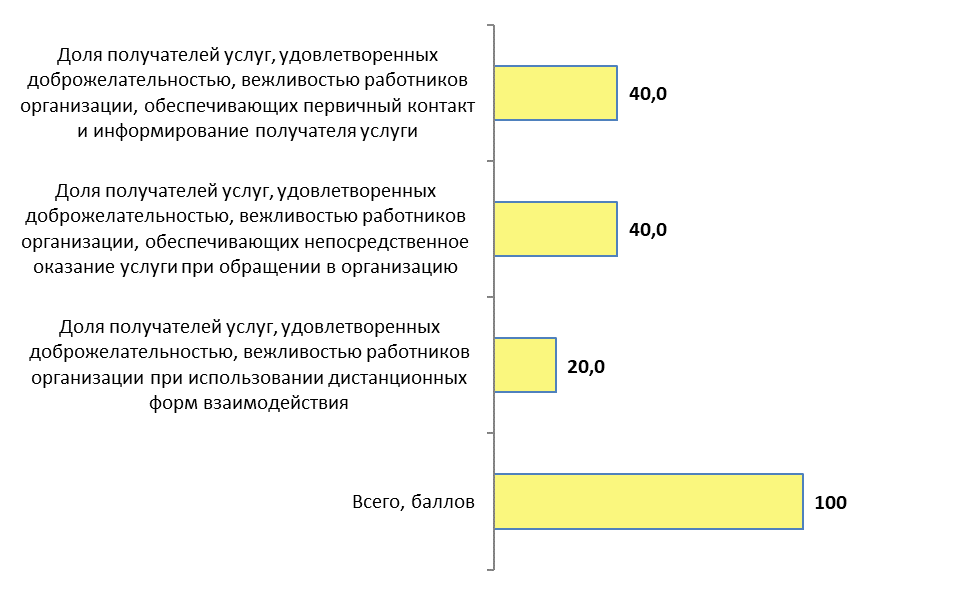 Доля получателей услуг, удовлетворенных
доброжелательностью, вежливостью работников
организации, обеспечивающих первичный контакт
и информирование получателя услуги
40,0
Доля получателей услуг, удовлетворенных
доброжелательностью, вежливостью работников
организации, обеспечивающих непосредственное
оказание услуги при обращении в организацию
40,0
Доля получателей услуг, удовлетворенных
доброжелательностью, вежливостью работников
организации при использовании дистанционных
форм взаимодействия
20,0
Всего, баллов
100